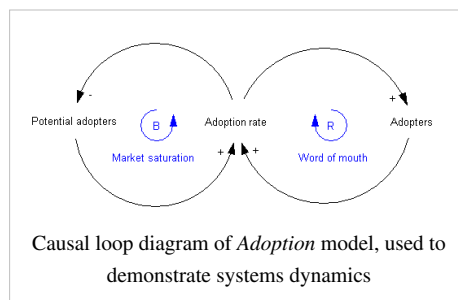 -
+
Potential adopters
B
Adoption rate
R
Adopters
Market saturation
+
+
Word of mouth
Causal loop diagram of Adoption model, used to
demonstrate systems dynamics